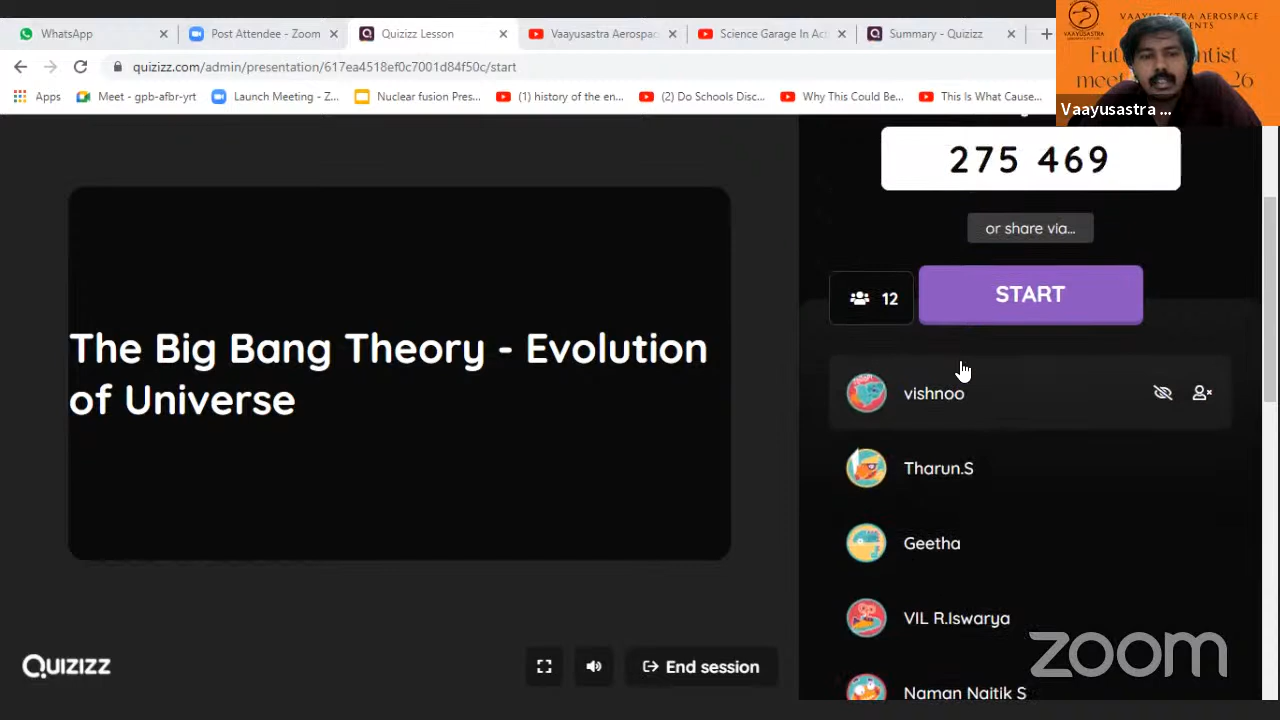 WhatsApp
Post Attendee - Zoom
Quizizz Lesson
Vaayusastra Aerospac
Science Garage In Acti
Summary - Quizizz
quizizz.com/admin/presentation/617ea4518ef0c7001d84f50c/start
Apps
Meet - gpb-afbr-yrt
Launch Meeting - Z...
Nuclear fusion Pres...
(1) history of the en...
(2) Do Schools Disc...
Why This Could Be...
This Is What Cause...
VAAYUSASTRA AEROSPACE
Vaayusastra ...
275 469
or share via...
12
START
The Big Bang Theory - Evolution
of Universe
vishnoo
Tharun.S
Geetha
VIL R.Iswarya
Naman Naitik S
Quizizz
End session
zoom